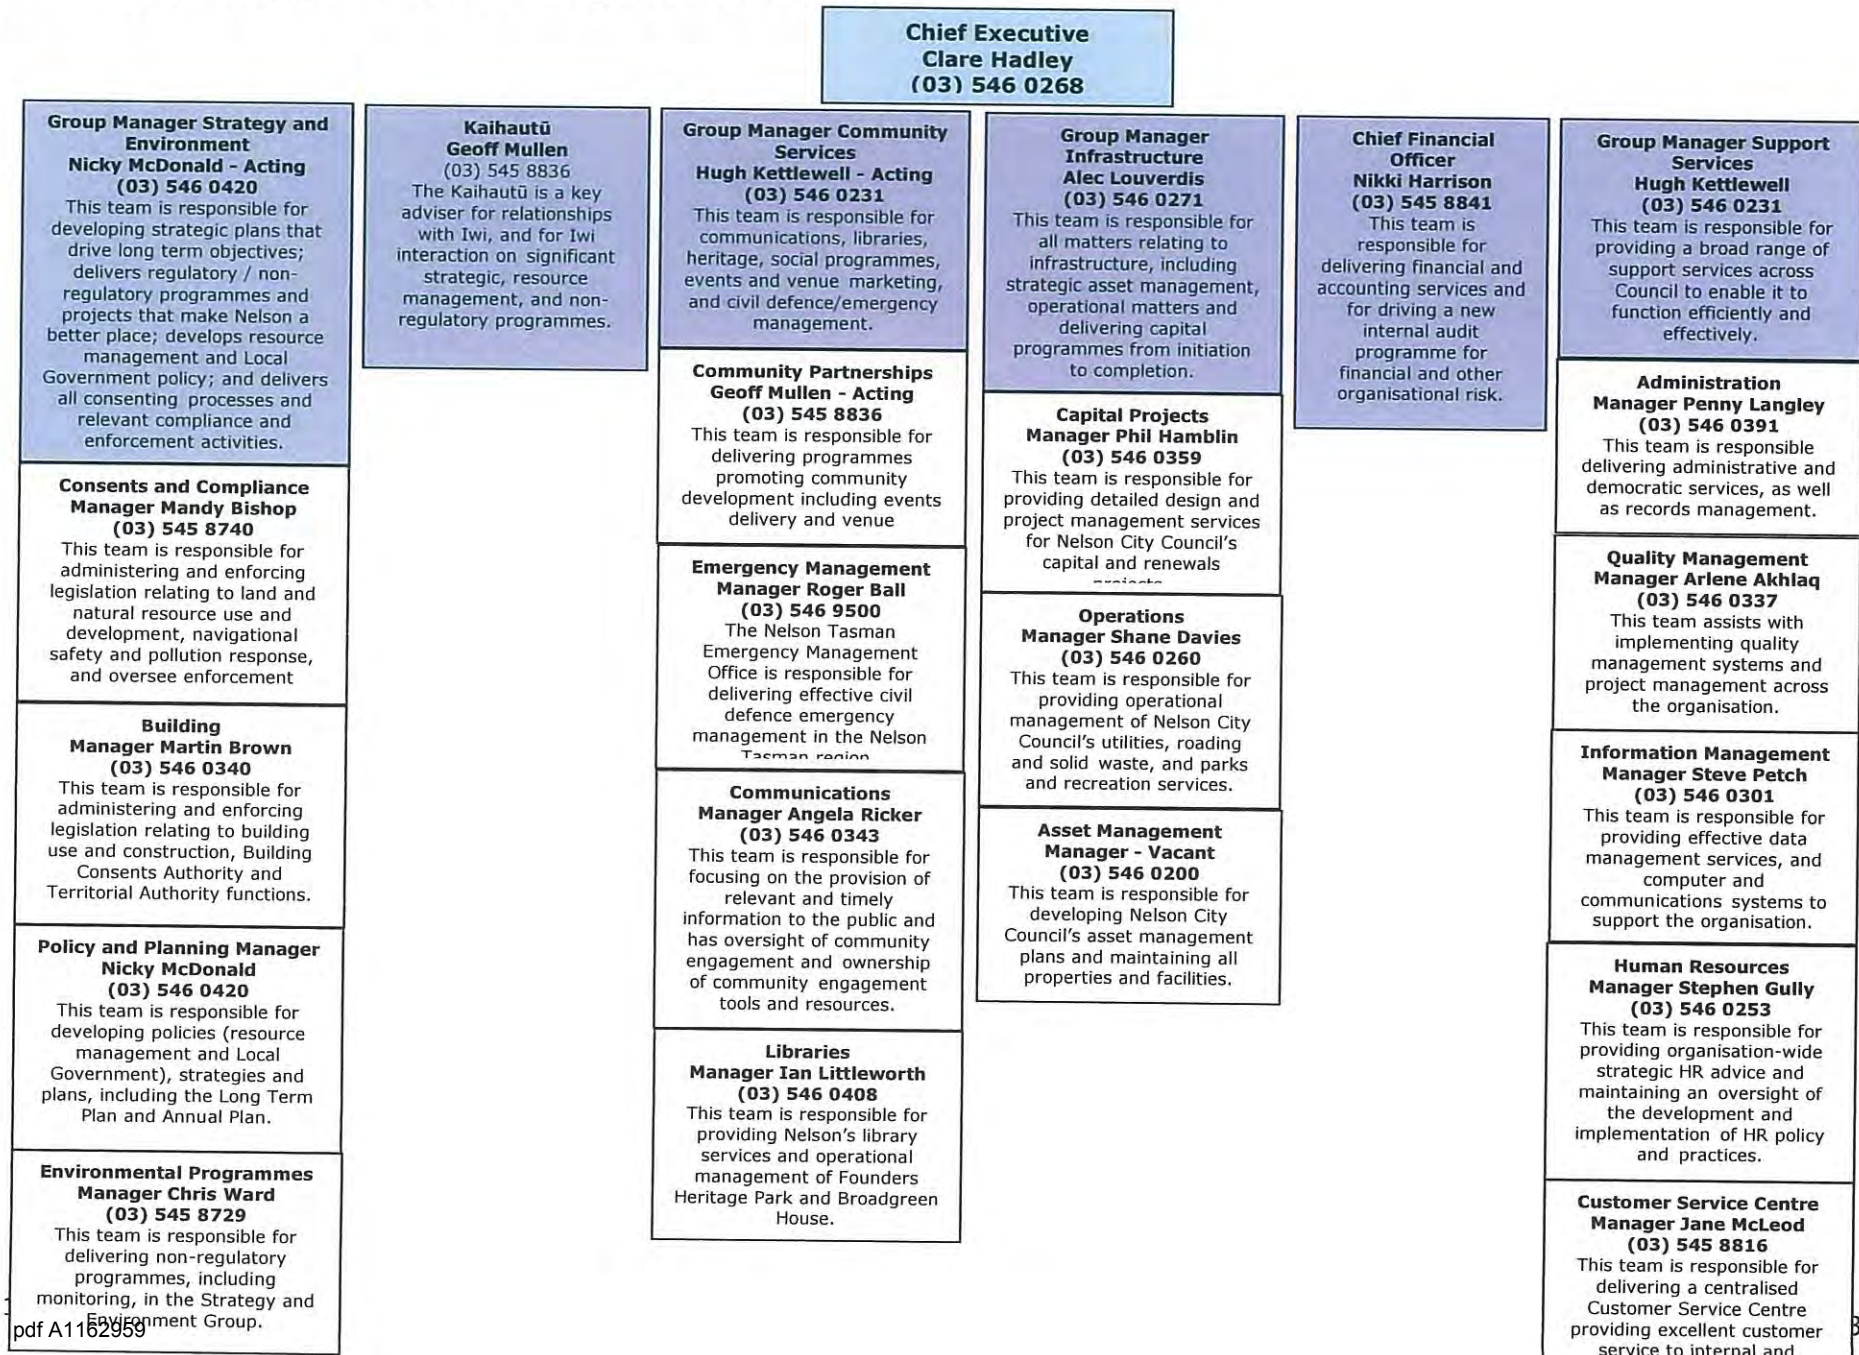 Chief Executive
Clare Hadley
(03) 546 0268
Group Manager Strategy and
Environment
Nicky McDonald - Acting
(03) 546 0420
This team is responsible for
developing strategic plans that
drive long term objectives;
delivers regulatory / non-
regulatory programmes and
projects that make Nelson a
better place; develops resource
management and Local
Government policy; and delivers
all consenting processes and
relevant compliance and
enforcement activities.
Consents and Compliance
Manager Mandy Bishop
(03) 545 8740
This team is responsible for
administering and enforcing
legislation relating to land and
natural resource use and
development, navigational
safety and pollution response,
and oversee enforcement
Building
Manager Martin Brown
(03) 546 0340
This team is responsible for
administering and enforcing
legislation relating to building
use and construction, Building
Consents Authority and
Territorial Authority functions.
Policy and Planning Manager
Nicky McDonald
(03) 546 0420
This team is responsible for
developing policies (resource
management and Local
Government), strategies and
plans, including the Long Term
Plan and Annual Plan.
Environmental Programmes
Manager Chris Ward
(03) 545 8729
This team is responsible for
delivering non-regulatory
programmes, including
monitoring, in the Strategy and
Environment Group.
pdf A1162959
Kaihautū
Geoff Mullen
(03) 545 8836
The Kaihautū is a key
adviser for relationships
with Iwi, and for Iwi
interaction on significant
strategic, resource
management, and non-
regulatory programmes.
Group Manager Community
Services
Hugh Kettlewell - Acting
(03) 546 0231
This team is responsible for
communications, libraries,
heritage, social programmes,
events and venue marketing,
and civil defence/emergency
management.
Community Partnerships
Geoff Mullen - Acting
(03) 545 8836
This team is responsible for
delivering programmes
promoting community
development including events
delivery and venue
Emergency Management
Manager Roger Ball
(03) 546 9500
The Nelson Tasman
Emergency Management
Office is responsible for
delivering effective civil
defence emergency
management in the Nelson
Tasman region
Communications
Manager Angela Ricker
(03) 546 0343
This team is responsible for
focusing on the provision of
relevant and timely
information to the public and
has oversight of community
engagement and ownership
of community engagement
tools and resources.
Libraries
Manager Ian Littleworth
(03) 546 0408
This team is responsible for
providing Nelson's library
services and operational
management of Founders
Heritage Park and Broadgreen
House.
Group Manager
Infrastructure
Alec Louverdis
(03) 546 0271
This team is responsible for
all matters relating to
infrastructure, including
strategic asset management,
operational matters and
delivering capital
programmes from initiation
to completion.
Capital Projects
Manager Phil Hamblin
(03) 546 0359
This team is responsible for
providing detailed design and
project management services
for Nelson City Council's
capital and renewals
Operations
Manager Shane Davies
(03) 546 0260
This team is responsible for
providing operational
management of Nelson City
Council's utilities, roading
and solid waste, and parks
and recreation services.
Asset Management
Manager - Vacant
(03) 546 0200
This team is responsible for
developing Nelson City
Council's asset management
plans and maintaining all
properties and facilities.
Chief Financial
Officer
Nikki Harrison
(03) 545 8841
This team is
responsible for
delivering financial and
accounting services and
for driving a new
internal audit
programme for
financial and other
organisational risk.
Group Manager Support
Services
Hugh Kettlewell
(03) 546 0231
This team is responsible for
providing a broad range of
support services across
Council to enable it to
function efficiently and
effectively.
Administration
Manager Penny Langley
(03) 546 0391
This team is responsible
delivering administrative and
democratic services, as well
as records management.
Quality Management
Manager Arlene Akhlaq
(03) 546 0337
This team assists with
implementing quality
management systems and
project management across
the organisation.
Information Management
Manager Steve Petch
(03) 546 0301
This team is responsible for
providing effective data
management services, and
computer and
communications systems to
support the organisation.
Human Resources
Manager Stephen Gully
(03) 546 0253
This team is responsible for
providing organisation-wide
strategic HR advice and
maintaining an oversight of
the development and
implementation of HR policy
and practices.
Customer Service Centre
Manager Jane McLeod
(03) 545 8816
This team is responsible for
delivering a centralised
Customer Service Centre
providing excellent customer
service to internal and